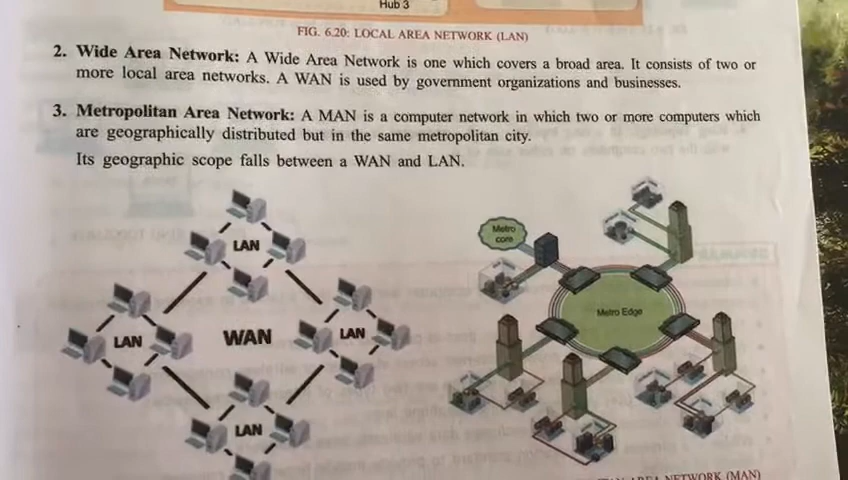 Hub 3
FIG. 6.20: LOCAL AREA NETWORK (LAN)
2. Wide Area Network: A Wide Area Network is one which covers a broad area. It consists of two or
more local area networks. A WAN is used by government organizations and businesses.
3. Metropolitan Area Network: A MAN is a computer network in which two or more computers which
are geographically distributed but in the same metropolitan city.
Its geographic scope falls between a WAN and LAN.
LAN
LAN
WAN
LAN
LAN
Metro
core
Metro Edge
AREA NETWORK (MAN)